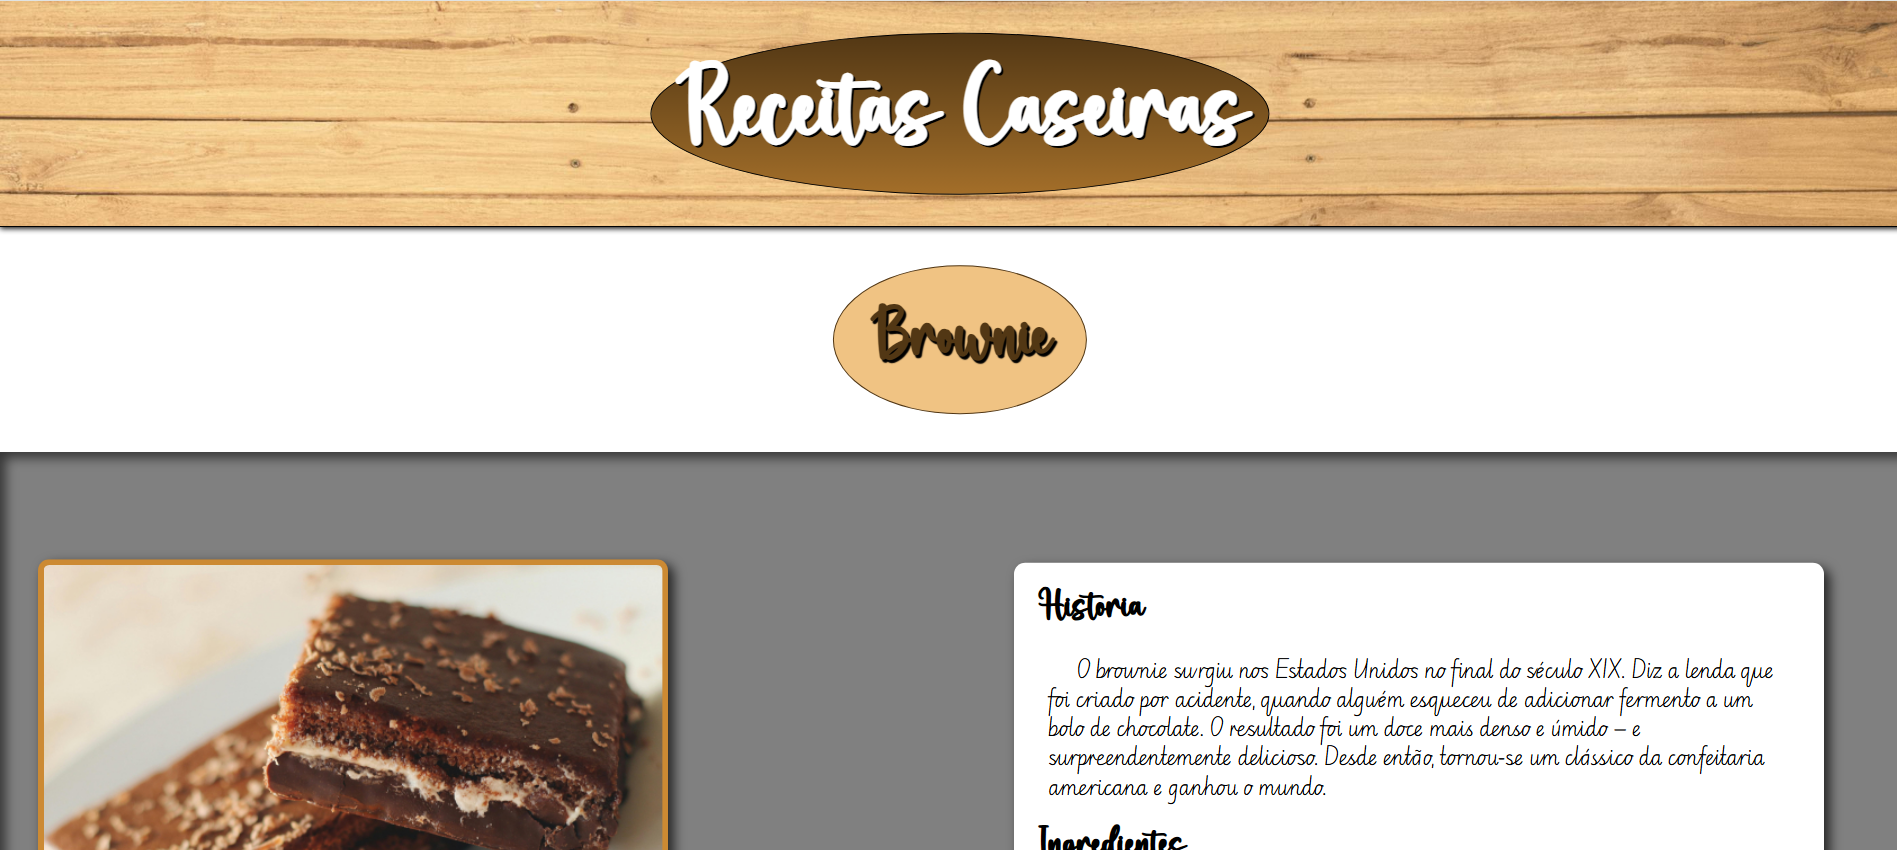 Receitas Caseiras
Brownie
Historia
O brownie surgiu nos Estados Unidos no final do século XIX. Diz a lenda que
foi criado por acidente, quando alguém esqueceu de adicionar fermento a um
bolo de chocolate. O resultado foi um doce mais denso e úmido – e
surpreendentemente delicioso. Desde então, tornou-se um clássico da confeitaria
americana e ganhou o mundo.
Ingredientes